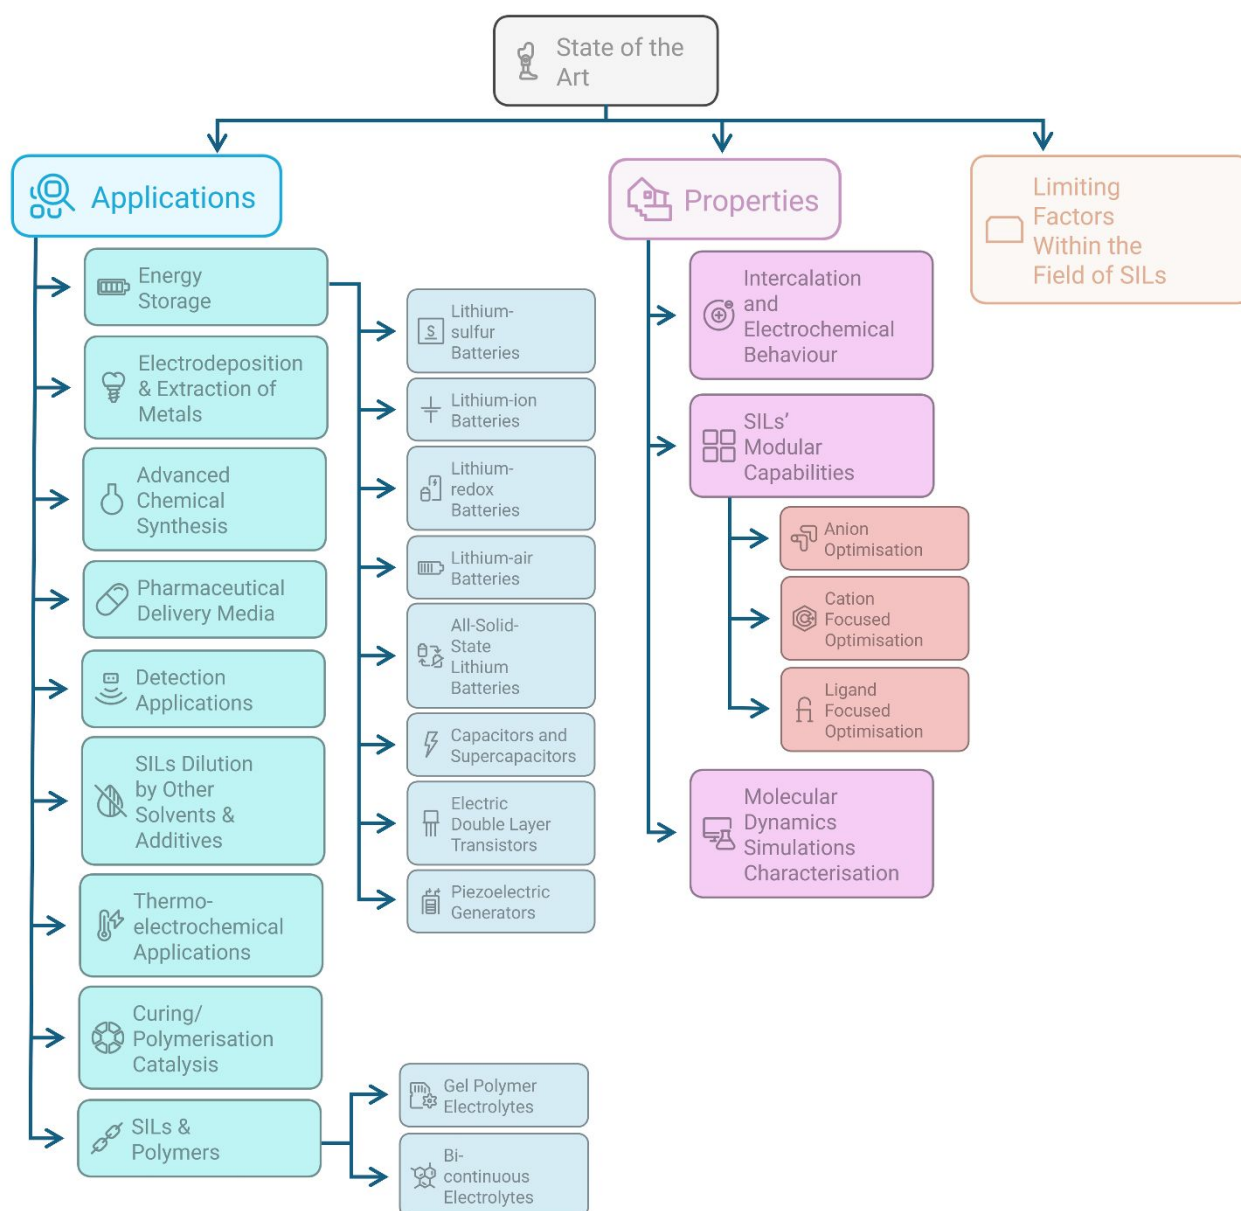 State of the
Art
Applications
Properties
Limiting
Factors
Within the
Field of SILs
Energy
Storage
Electrodeposition
& Extraction of
Metals
Advanced
Chemical
Synthesis
Pharmaceutical
Delivery Media
Detection
Applications
SILs Dilution
by Other
Solvents &
Additives
Thermo-
electrochemical
Applications
Curing/
Polymerisation
Catalysis
SILs &
Polymers
Lithium-
sulfur
Batteries
S
Lithium-ion
Batteries
Lithium-
redox
Batteries
Lithium-air
Batteries
All-Solid-
State
Lithium
Batteries
Capacitors and
Supercapacitors
Electric
Double Layer
Transistors
Piezoelectric
Generators
Gel Polymer
Electrolytes
Bi-
continuous
Electrolytes
Intercalation
and
Electrochemical
Behaviour
SILs’
Modular
Capabilities
Anion
Optimisation
Cation
Focused
Optimisation
Ligand
Focused
Optimisation
Molecular
Dynamics
Simulations
Characterisation